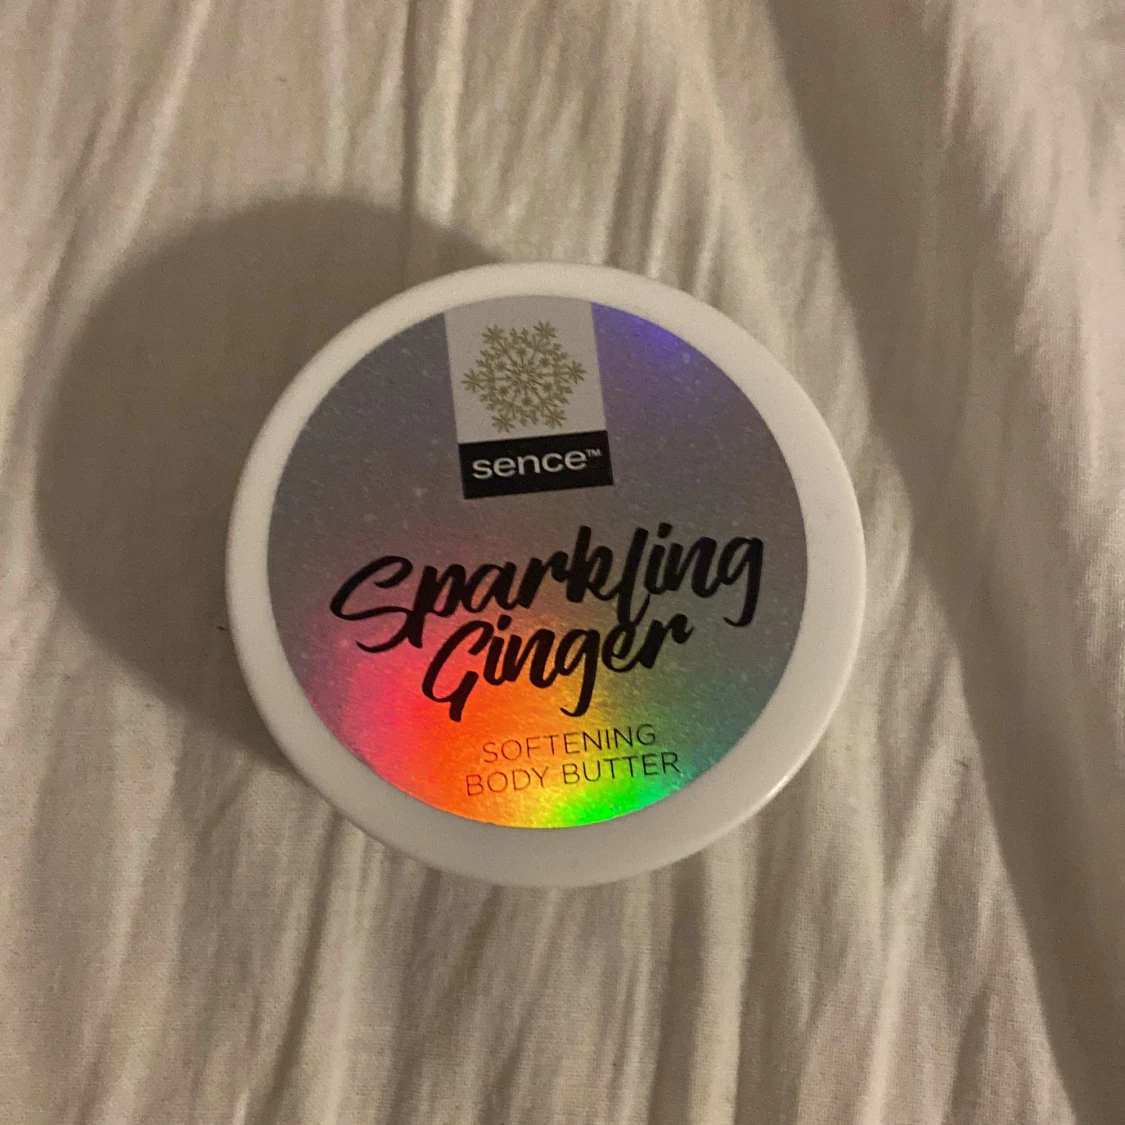 sence™
Sparkling
Ginger
SOFTENING
BODY BUTTER